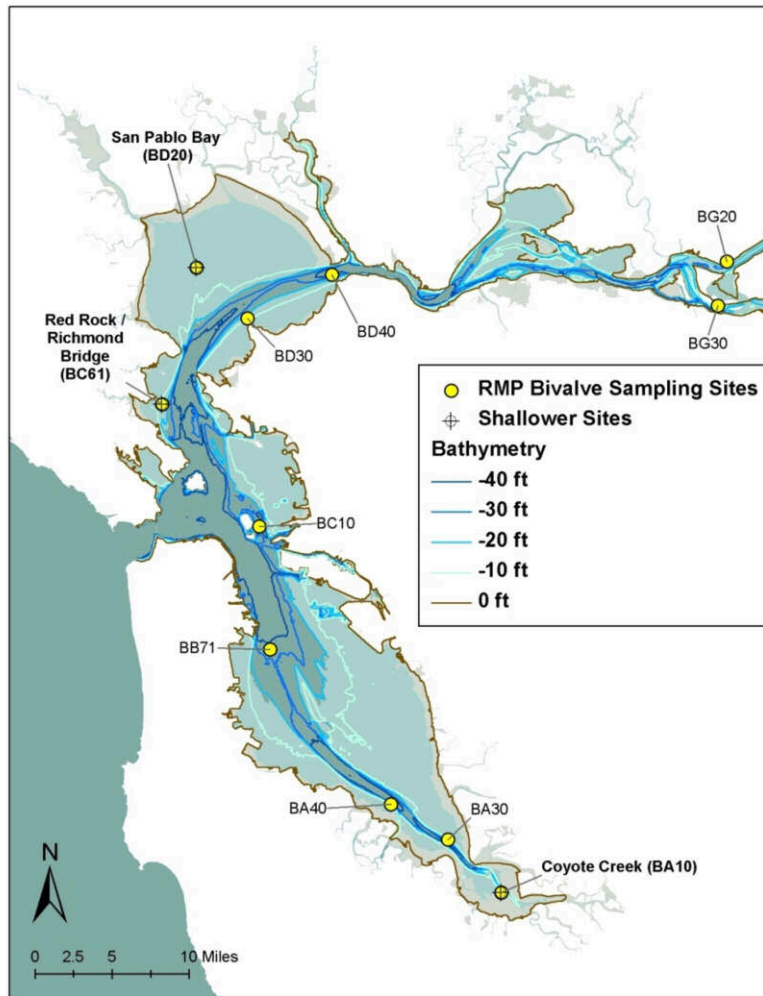 San Pablo Bay
(BD20)
BG20
BD40
BD30
BG30
Red Rock /
Richmond
Bridge
(BC61)
RMP Bivalve Sampling Sites
Shallower Sites
Bathymetry
-40 ft
-30 ft
-20 ft
-10 ft
0 ft
BC10
BB71
BA40
BA30
Coyote Creek (BA10)
N
0 2.5 5 10 Miles